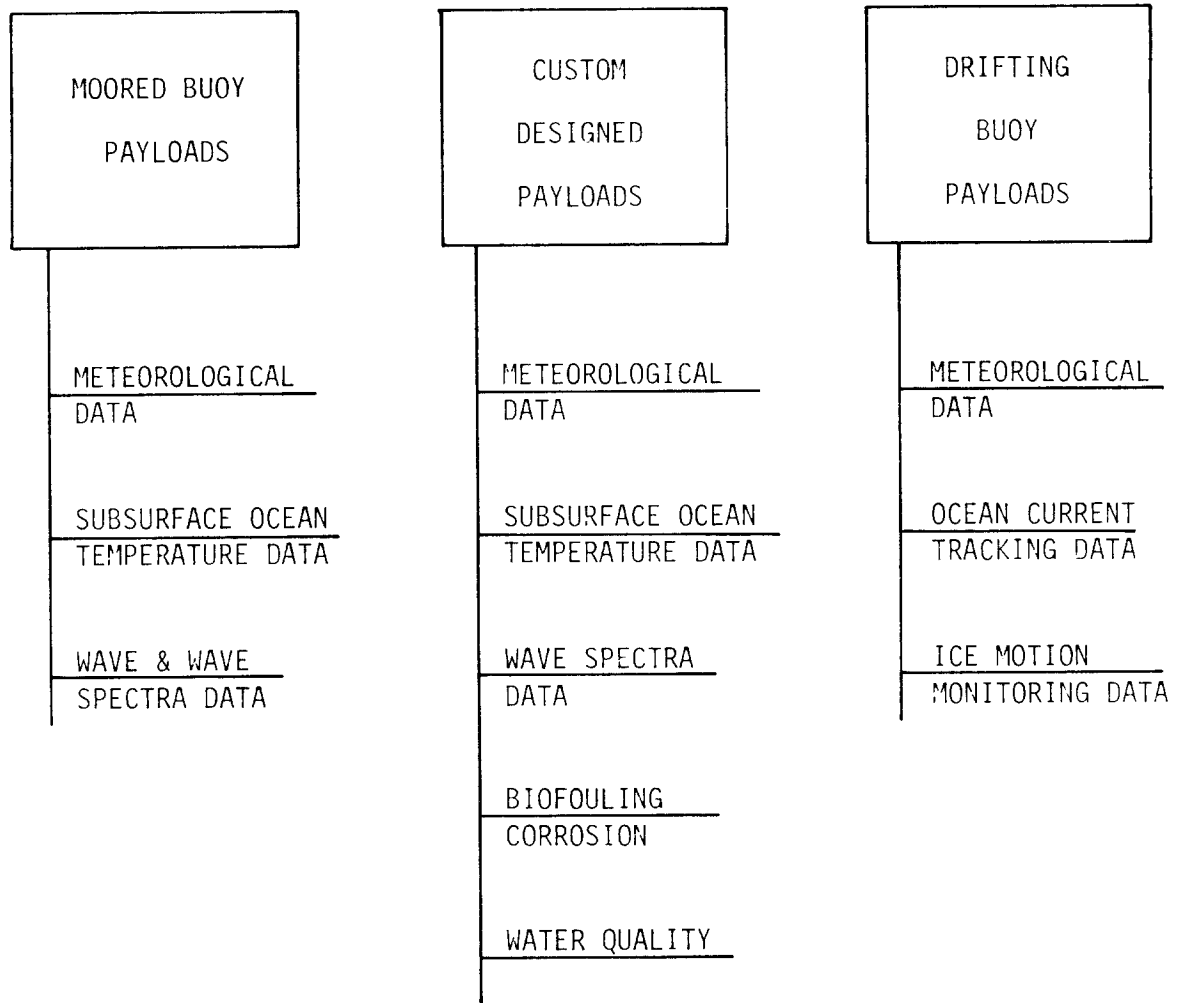 MOORED BUOY
PAYLOADS
METEOROLOGICAL
DATA
SUBSURFACE OCEAN
TEMPERATURE DATA
WAVE & WAVE
SPECTRA DATA
CUSTOM
DESIGNED
PAYLOADS
METEOROLOGICAL
DATA
SUBSURFACE OCEAN
TEMPERATURE DATA
WAVE SPECTRA
DATA
BIOFOULING
CORROSION
WATER QUALITY
DRIFTING
BUOY
PAYLOADS
METEOROLOGICAL
DATA
OCEAN CURRENT
TRACKING DATA
ICE MOTION
MONITORING DATA